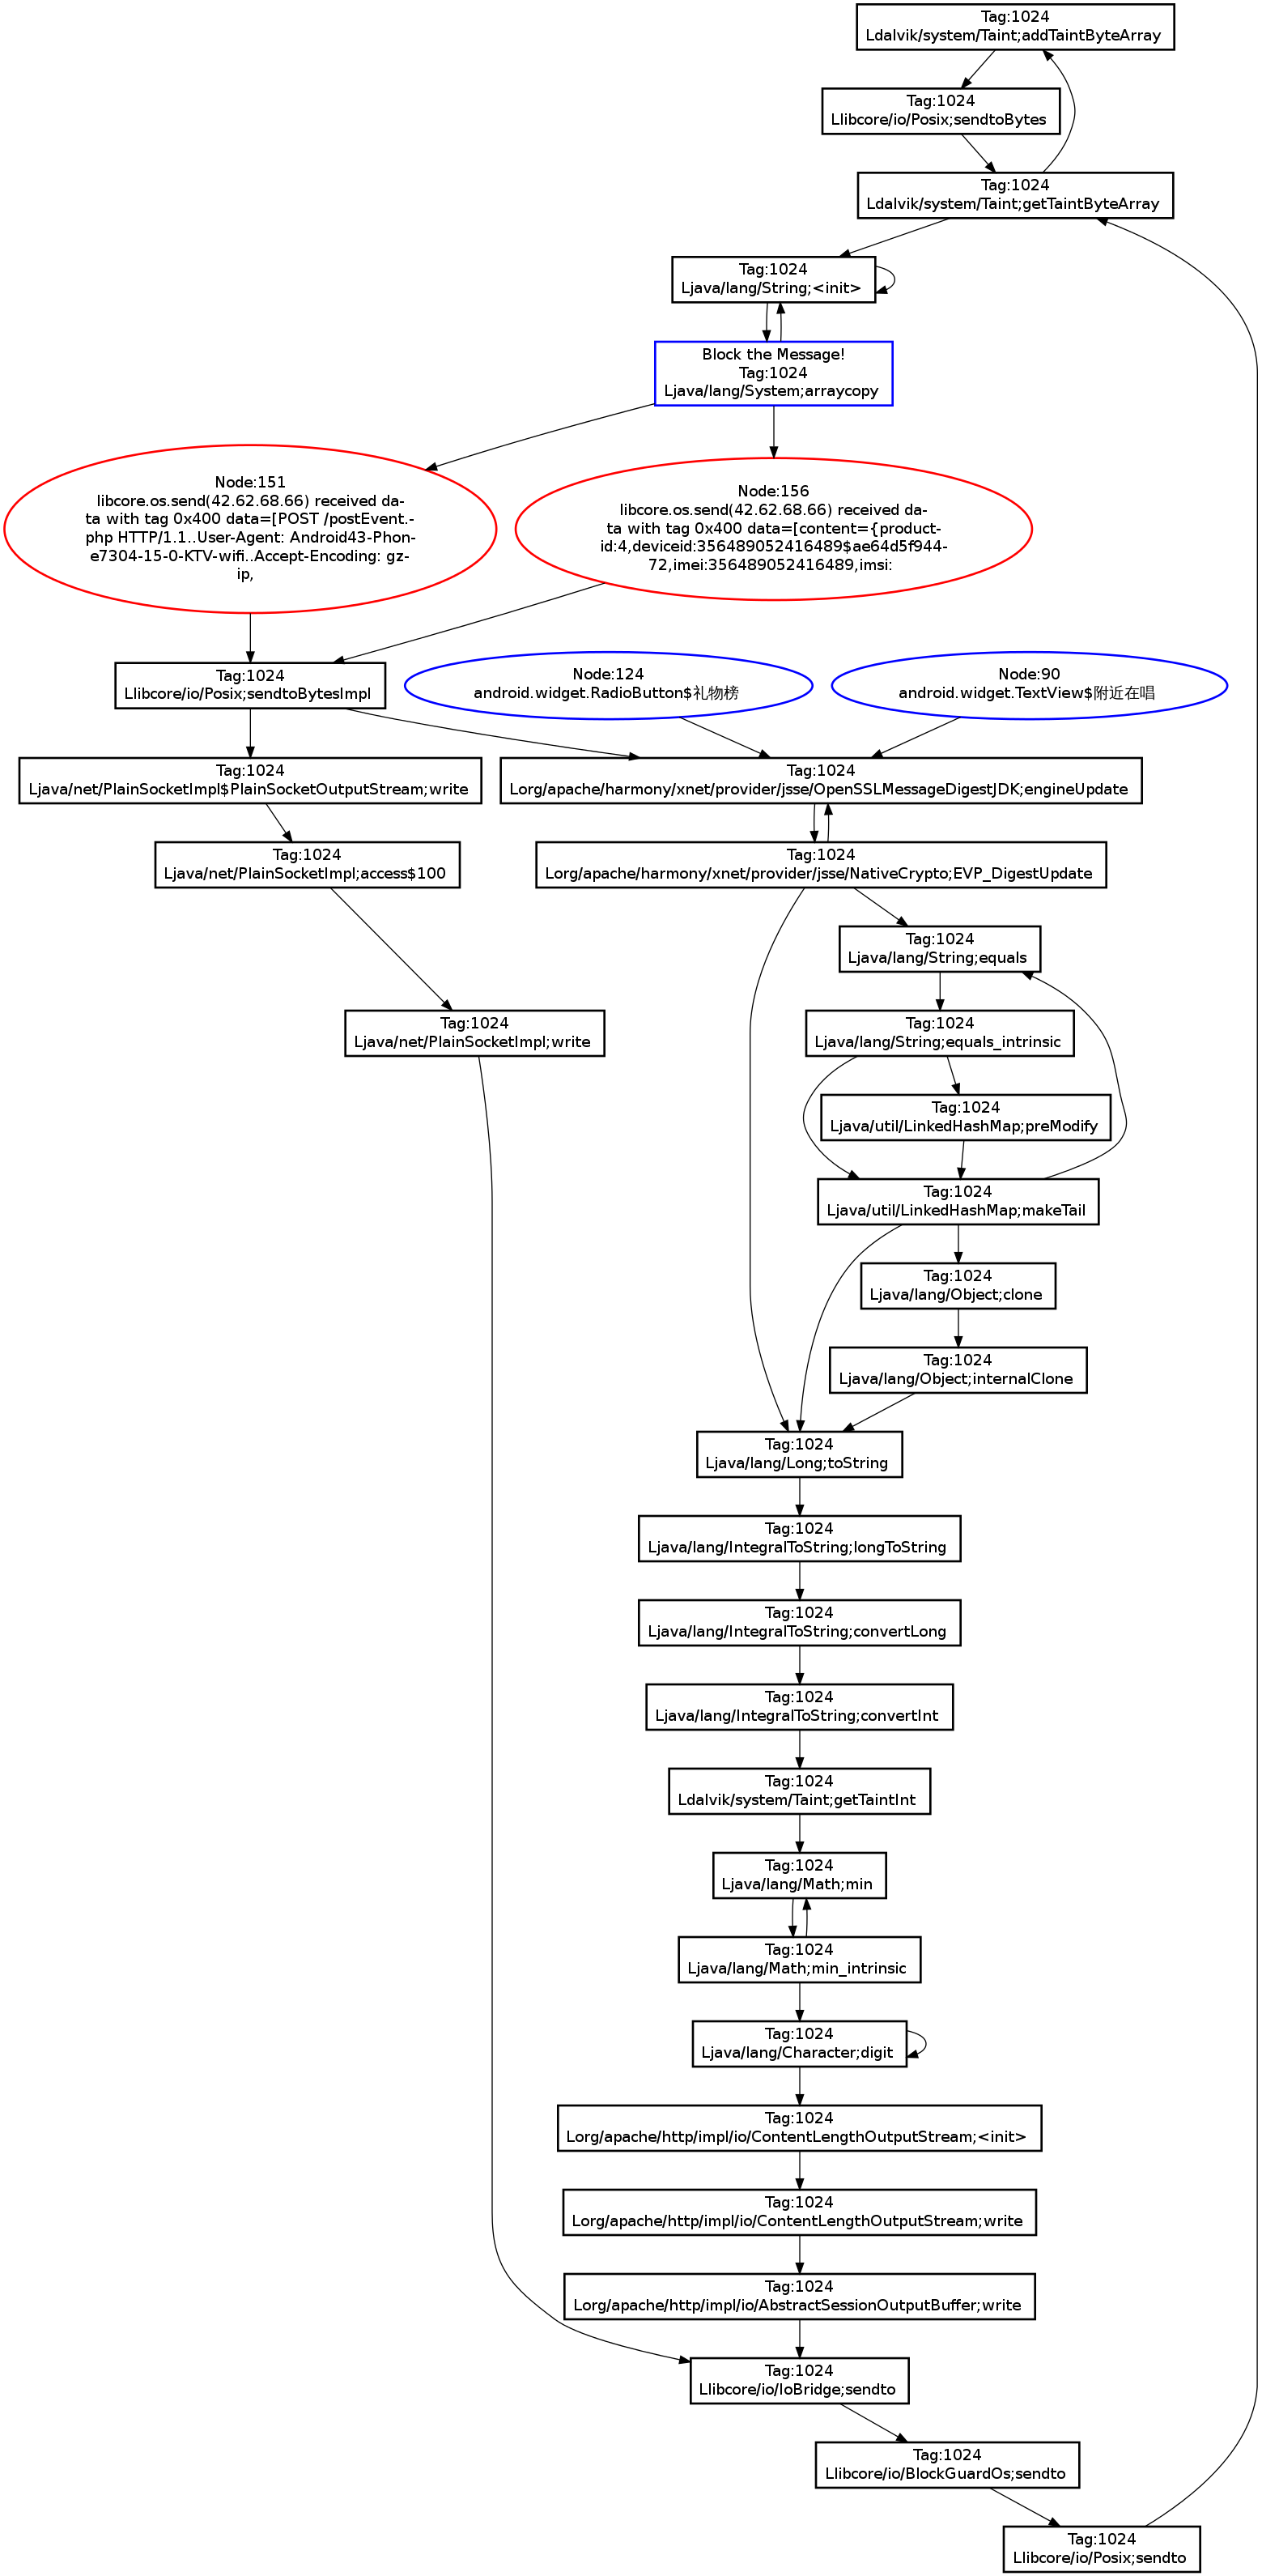 Tag:1024
Ldalvik/system/Taint;addTaintByteArray
Tag:1024
Llibcore/io/Posix;sendtoBytes
Tag:1024
Ldalvik/system/Taint;getTaintByteArray
Tag:1024
Ljava/lang/String;<init>
Block the Message!
Tag:1024
Ljava/lang/System;arraycopy
Node:151
libcore.os.send(42.62.68.66) received da-
ta with tag 0x400 data=[POST /postEvent.-
php HTTP/1.1..User-Agent: Android43-Phon-
e7304-15-0-KTV-wifi..Accept-Encoding: gz-
ip,
Node:156
libcore.os.send(42.62.68.66) received da-
ta with tag 0x400 data=[content={product-
id:4,deviceid:356489052416489$ae64d5f944-
72,imei:356489052416489,imsi:
Tag:1024
Llibcore/io/Posix;sendtoBytesImpl
Node:124
android.widget.RadioButton$礼物榜
Node:90
android.widget.TextView$附近在唱
Tag:1024
Ljava/net/PlainSocketImpl$PlainSocketOutputStream;write
Tag:1024
Lorg/apache/harmony/xnet/provider/jsse/OpenSSLMessageDigestJDK;engineUpdate
Tag:1024
Ljava/net/PlainSocketImpl;access$100
Tag:1024
Lorg/apache/harmony/xnet/provider/jsse/NativeCrypto;EVP_DigestUpdate
Tag:1024
Ljava/lang/String;equals
Tag:1024
Ljava/net/PlainSocketImpl;write
Tag:1024
Ljava/lang/String;equals_intrinsic
Tag:1024
Ljava/util/LinkedHashMap;preModify
Tag:1024
Ljava/util/LinkedHashMap;makeTail
Tag:1024
Ljava/lang/Object;clone
Tag:1024
Ljava/lang/Object;internalClone
Tag:1024
Ljava/lang/Long;toString
Tag:1024
Ljava/lang/IntegralToString;longToString
Tag:1024
Ljava/lang/IntegralToString;convertLong
Tag:1024
Ljava/lang/IntegralToString;convertInt
Tag:1024
Ldalvik/system/Taint;getTaintInt
Tag:1024
Ljava/lang/Math;min
Tag:1024
Ljava/lang/Math;min_intrinsic
Tag:1024
Ljava/lang/Character;digit
Tag:1024
Lorg/apache/http/impl/io/ContentLengthOutputStream;<init>
Tag:1024
Lorg/apache/http/impl/io/ContentLengthOutputStream;write
Tag:1024
Lorg/apache/http/impl/io/AbstractSessionOutputBuffer;write
Tag:1024
Llibcore/io/IoBridge;sendto
Tag:1024
Llibcore/io/BlockGuardOs;sendto
Tag:1024
Llibcore/io/Posix;sendto